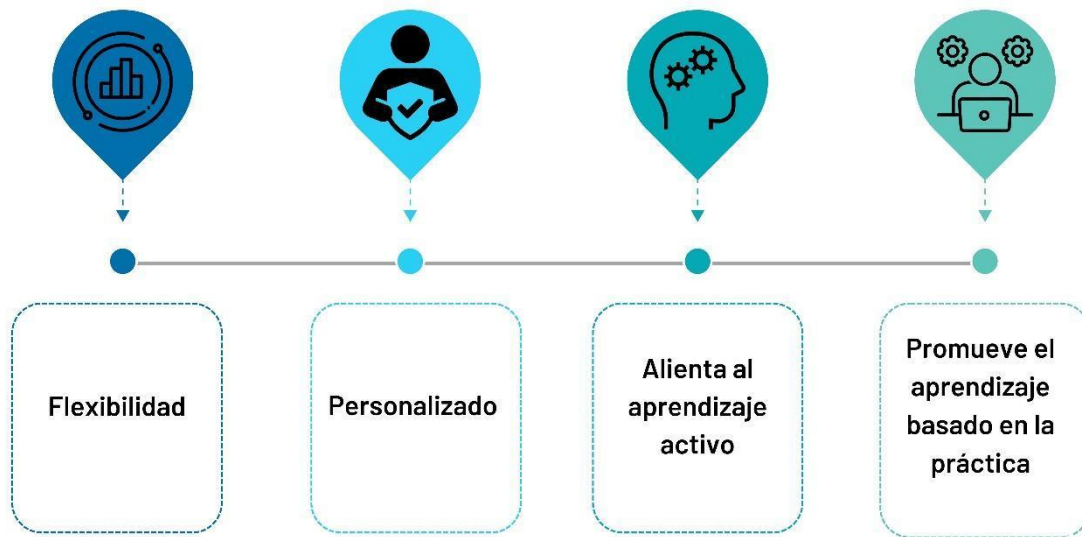 Flexibilidad
Personalizado
Alienta al
aprendizaje
activo
Promueve el
aprendizaje
basado en la
práctica